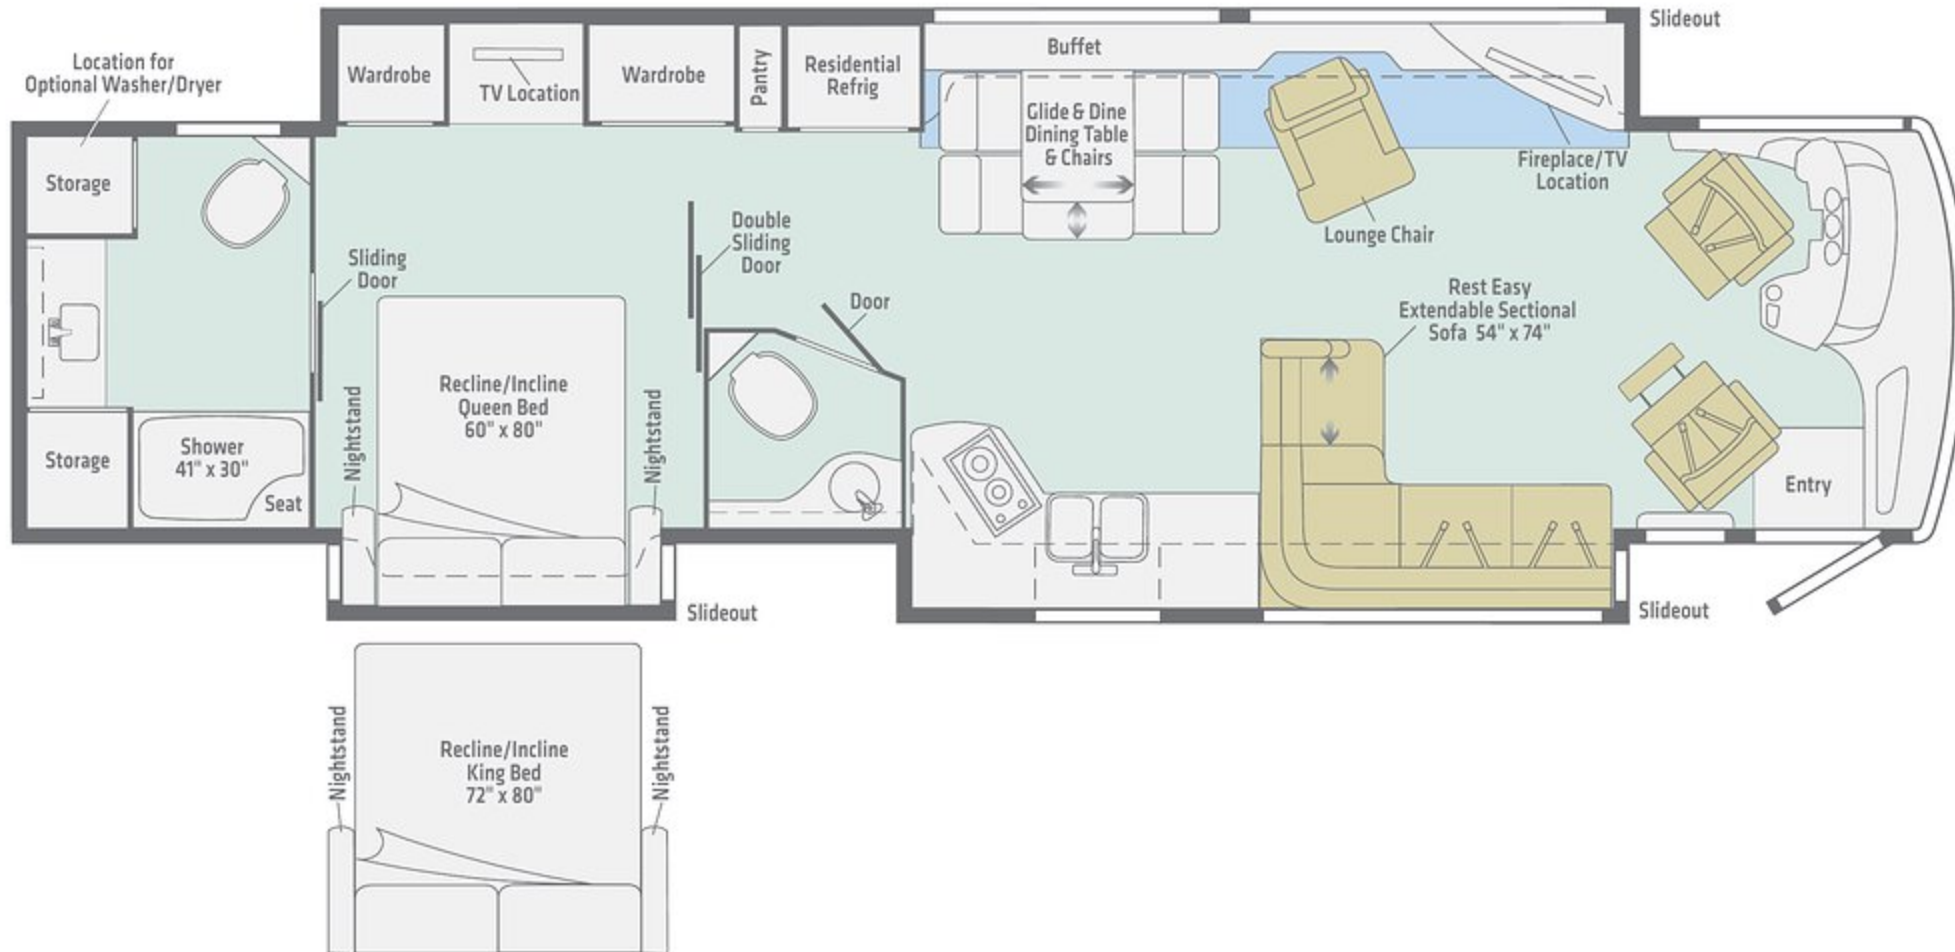 Slideout
Location for
Optional Washer/Dryer
Wardrobe
TV Location
Wardrobe
Pantry
Residential
Refrig
Buffet
Glide & Dine
Dining Table
& Chairs
Fireplace/TV
Location
Lounge Chair
Storage
Sliding
Door
Double
Sliding
Door
Door
Rest Easy
Extendable Sectional
Sofa 54" x 74"
Recline/Incline
Queen Bed
60" x 80"
Nightstand
Nightstand
Storage
Shower
41" x 30"
Seat
Entry
Slideout
Slideout
Recline/Incline
King Bed
72" x 80"
Nightstand
Nightstand